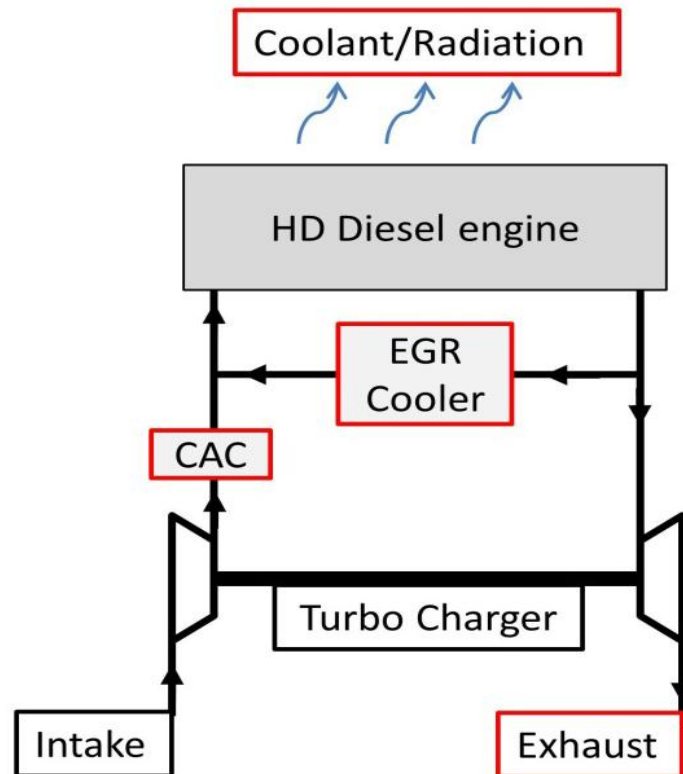 Coolant/Radiation
HD Diesel engine
EGR
Cooler
CAC
Turbo Charger
Intake
Exhaust